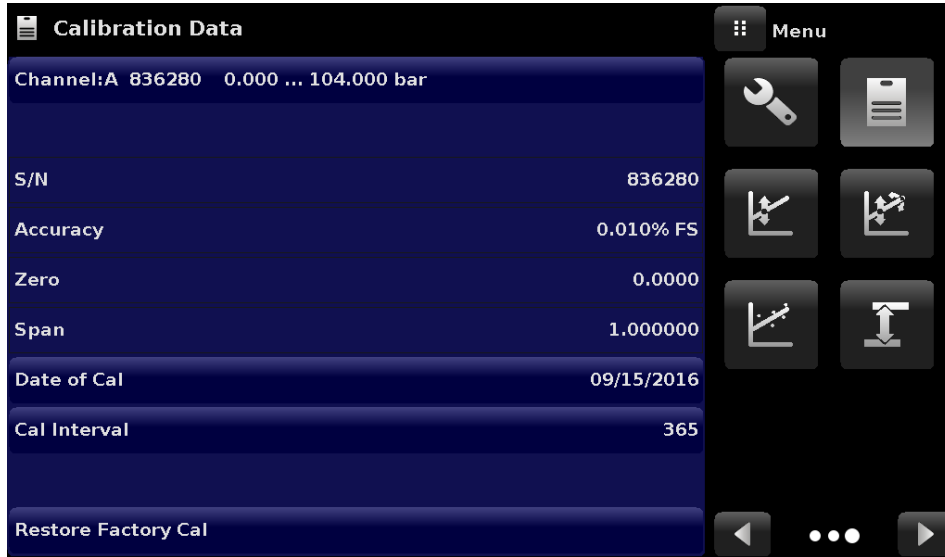 Calibration Data
Menu
Channel:A 836280 0.000 ... 104.000 bar
S/N 836280
Accuracy 0.010% FS
Zero 0.0000
Span 1.000000
Date of Cal 09/15/2016
Cal Interval 365
Restore Factory Cal